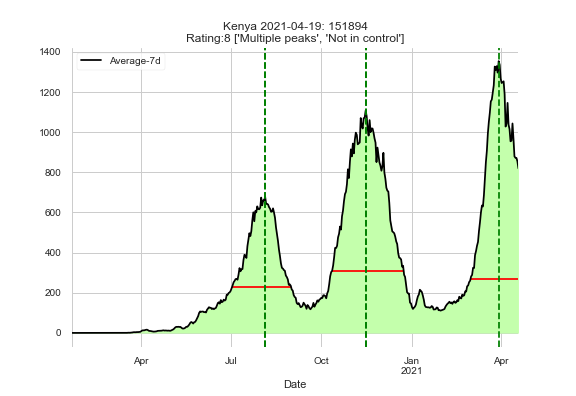 Kenya 2021-04-19: 151894
Rating:8 ['Multiple peaks', 'Not in control']
Average-7d
1400
1200
1000
800
600
400
200
0
Apr
Jul
Oct
Jan
2021
Apr
Date